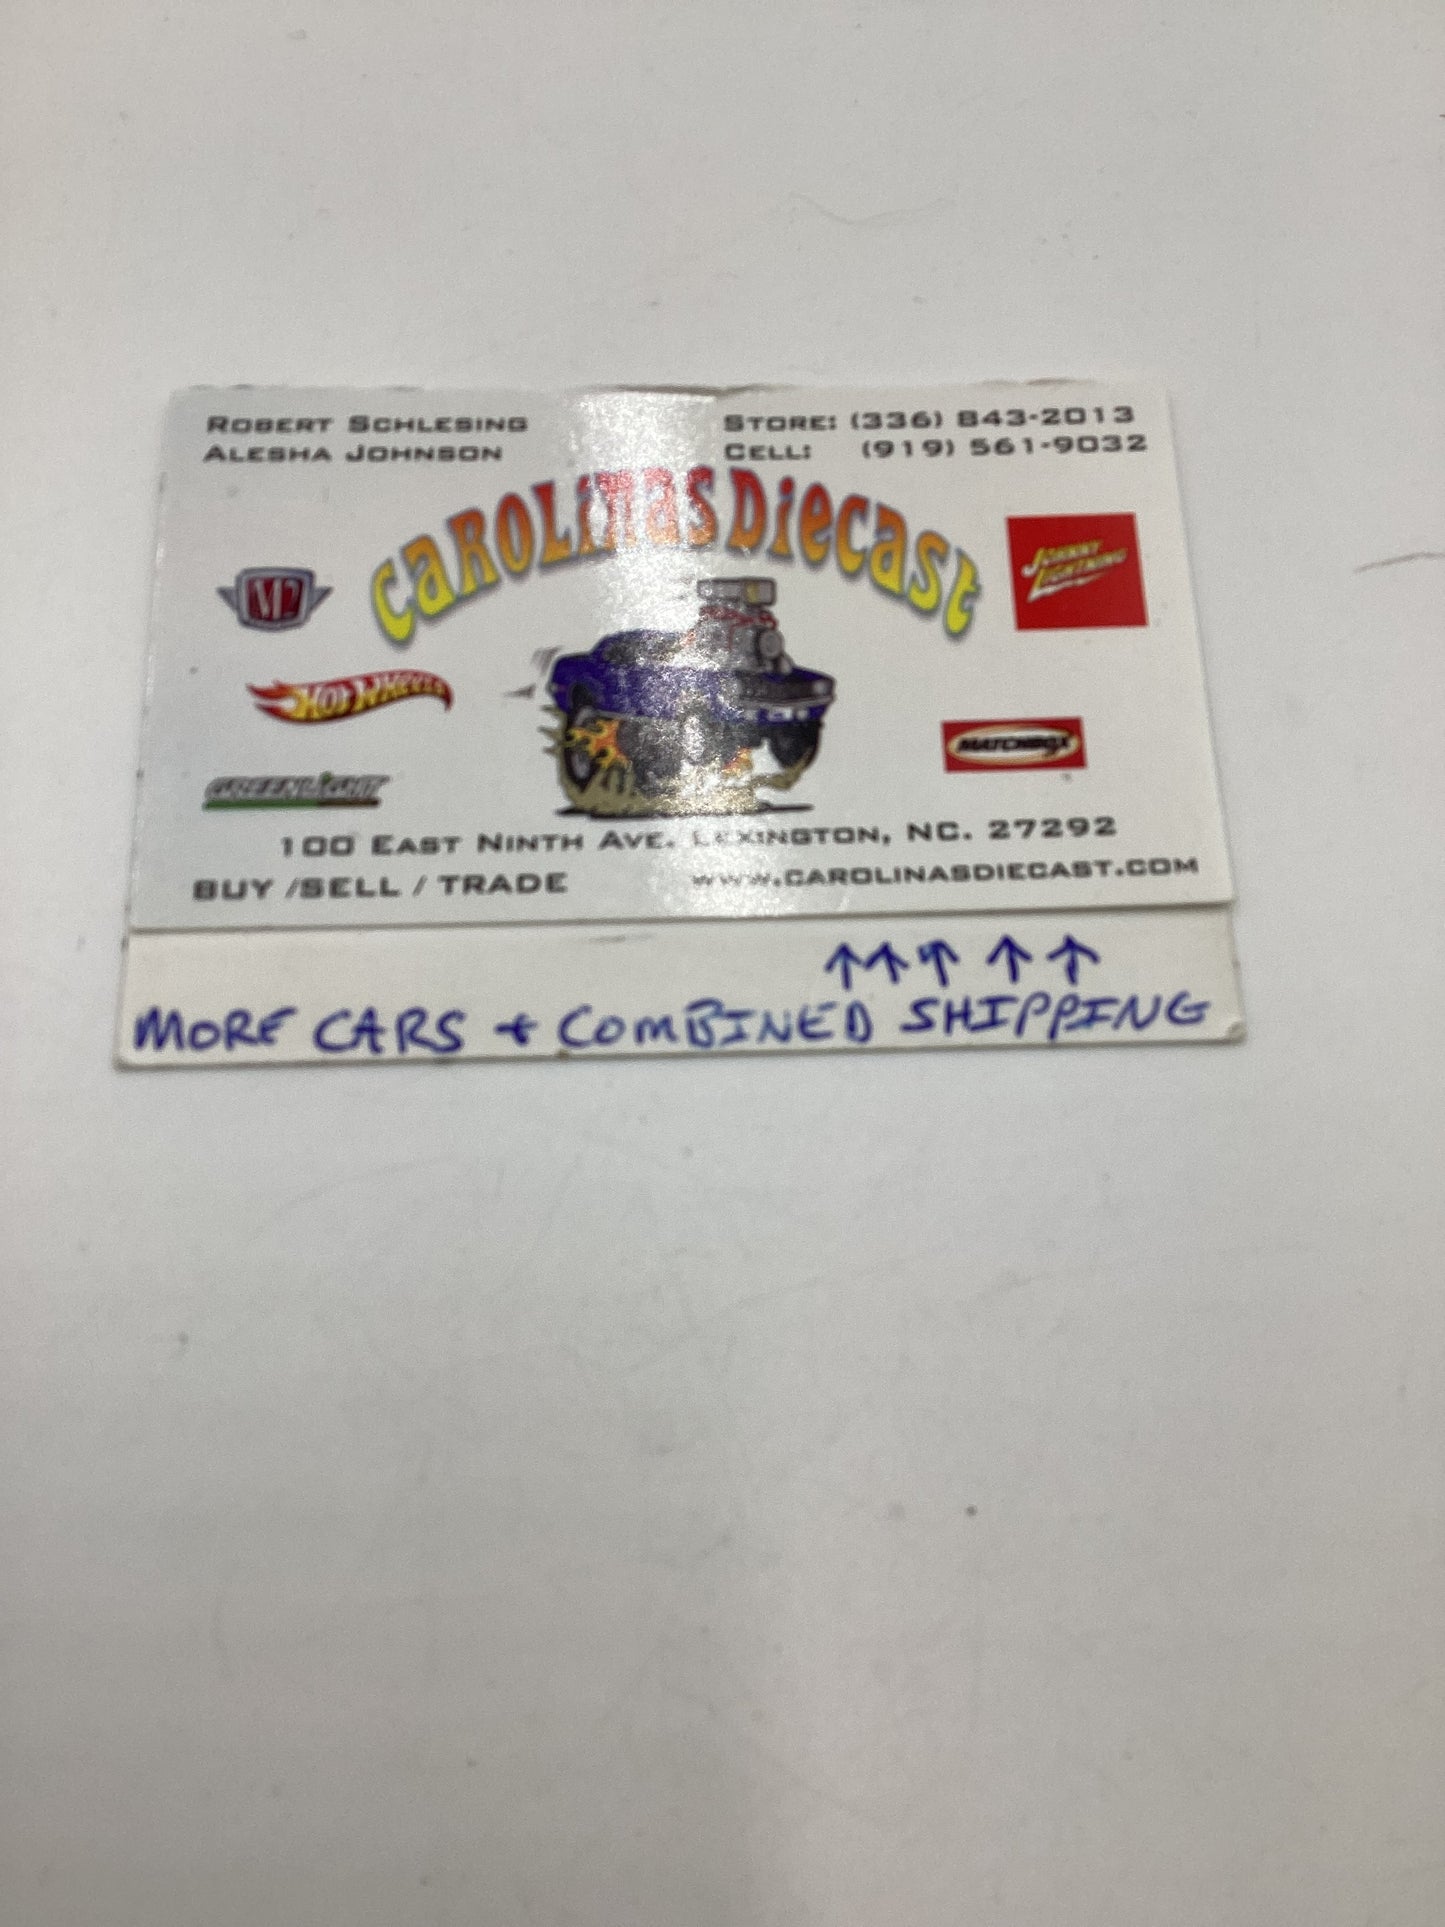 ROBERT SCHLESING
ALESHA JOHNSON
STORE: (336) 843-2013
CELL: (919) 561-9032
CAROLINAS DIECAST
M2
JOHNNY LIGHTNING
HOT WHEELS
MATCHBOX
GREENLIGHT
100 EAST NINTH AVE. LEXINGTON, NC. 27292
BUY /SELL / TRADE
WWW.CAROLINASDIECAST.COM
↑↑↑ ↑ ↑
MORE CARS + COMBINED SHIPPING